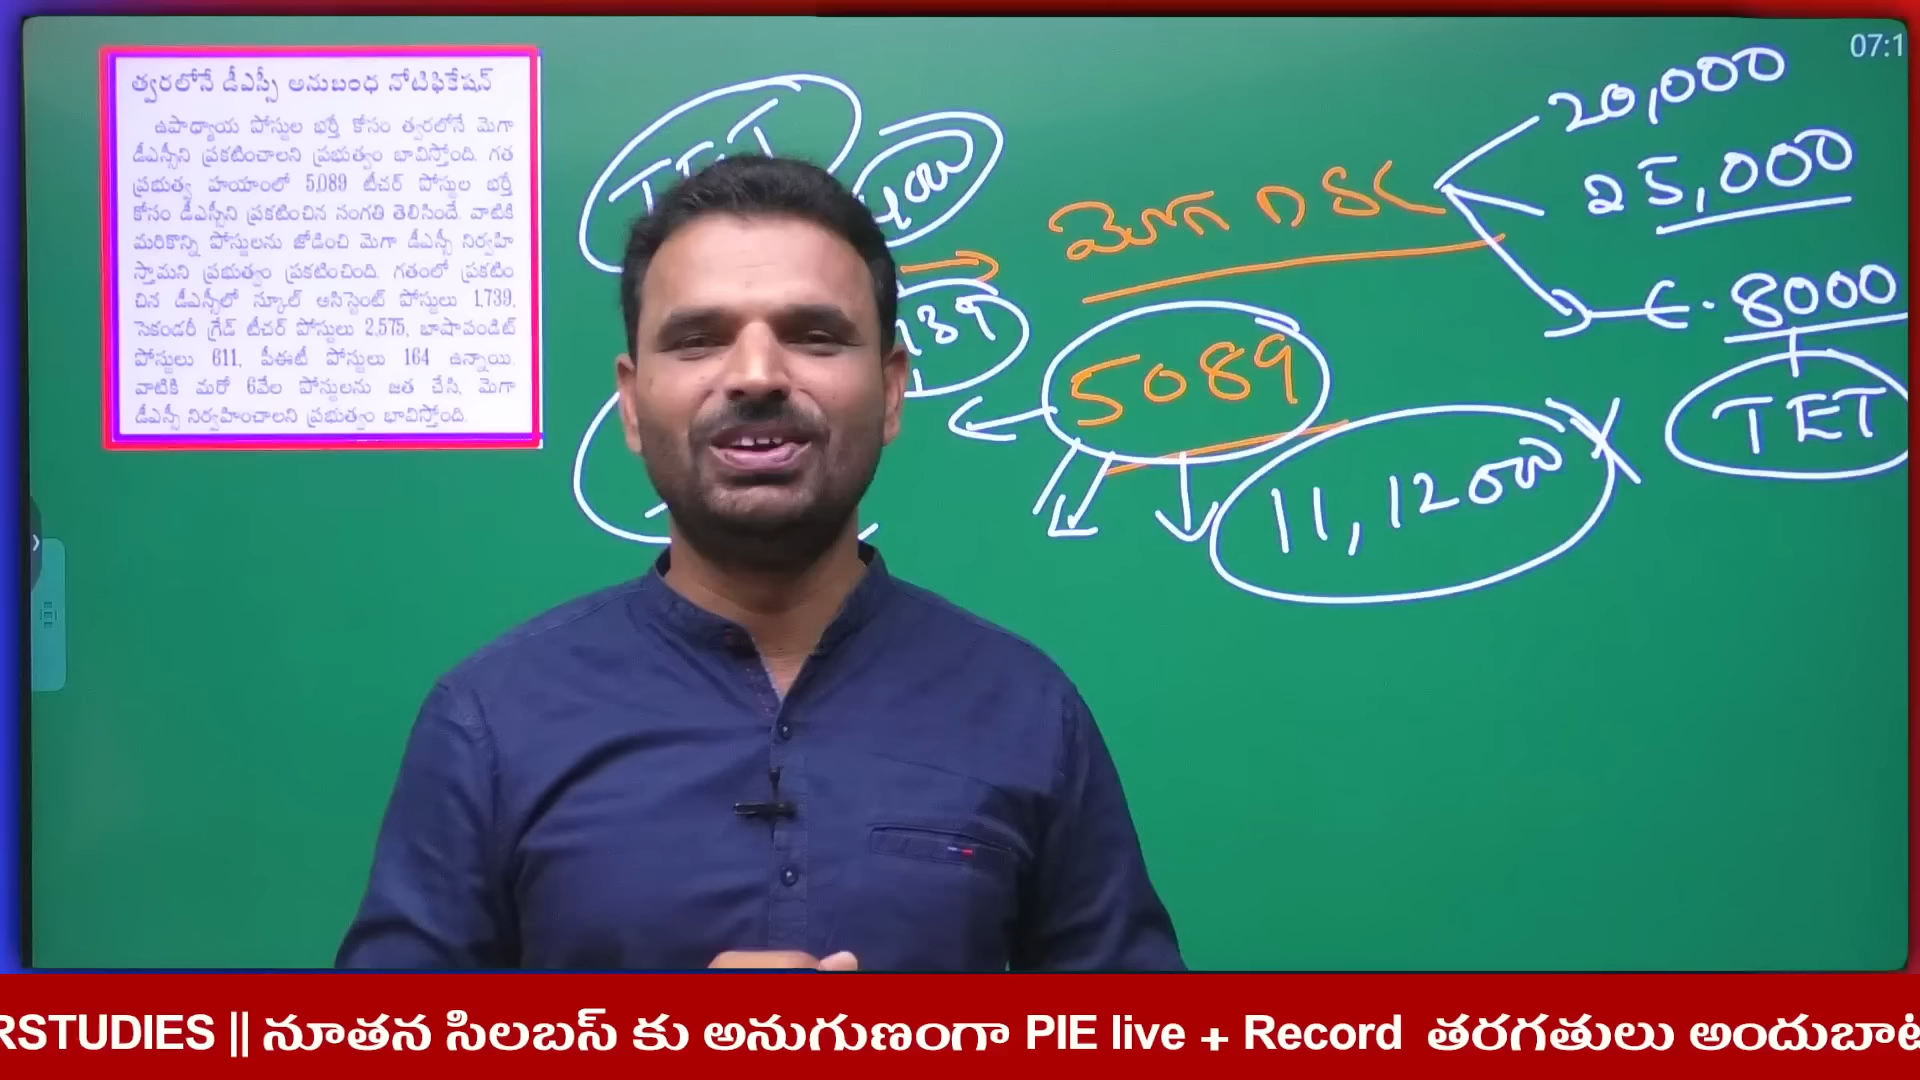 07:1
త్వరలోనే డీఎస్సీ అనుబంధ నోటిఫికేషన్
ఉపాధ్యాయ పోస్టుల భర్తీ కోసం త్వరలోనే మెగా
డీఎస్సీని ప్రకటించాలని ప్రభుత్వం భావిస్తోంది. గత
ప్రభుత్వ హయాంలో 5,089 టీచర్ పోస్టుల భర్తీ
కోసం డీఎస్సీని ప్రకటించిన సంగతి తెలిసిందే. వాటికి
మరికొన్ని పోస్టులను జోడించి మెగా డీఎస్సీ నిర్వహి
స్తామని ప్రభుత్వం ప్రకటించింది. గతంలో ప్రకటిం
చిన డీఎస్సీలో స్కూల్ అసిస్టెంట్ పోస్టులు 1,739,
సెకండరీ గ్రేడ్ టీచర్ పోస్టులు 2,575, భాషాపండిట్
పోస్టులు 611, పీఈటీ పోస్టులు 164 ఉన్నాయి.
వాటికి మరో 6వేల పోస్టులను జత చేసి, మెగా
డీఎస్సీ నిర్వహించాలని ప్రభుత్వం భావిస్తోంది.
మెగా DSC
20,000
25,000
8000
TET
5089
RSTUDIES || నూతన సిలబస్ కు అనుగుణంగా PIE live + Record తరగతులు అందుబాట